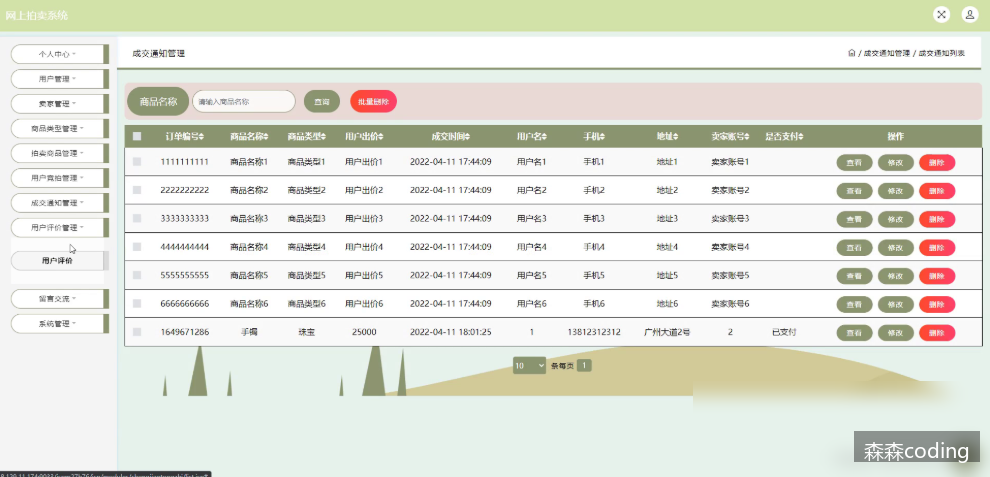 网上拍卖系统
个人中心
用户管理
卖家管理
商品类型管理
拍卖商品管理
用户竞拍管理
成交通知管理
用户评价管理
用户评价
留言交流
系统管理
成交通知管理
/ 成交通知管理 / 成交通知列表
商品名称 请输入商品名称 查询 批量删除
订单编号 商品名称 商品类型 用户出价 成交时间 用户名 手机 地址 卖家账号 是否支付 操作
1111111111 商品名称1 商品类型1 用户出价1 2022-04-11 17:44:09 用户名1 手机1 地址1 卖家账号1 查看 修改 删除
2222222222 商品名称2 商品类型2 用户出价2 2022-04-11 17:44:09 用户名2 手机2 地址2 卖家账号2 查看 修改 删除
3333333333 商品名称3 商品类型3 用户出价3 2022-04-11 17:44:09 用户名3 手机3 地址3 卖家账号3 查看 修改 删除
4444444444 商品名称4 商品类型4 用户出价4 2022-04-11 17:44:09 用户名4 手机4 地址4 卖家账号4 查看 修改 删除
5555555555 商品名称5 商品类型5 用户出价5 2022-04-11 17:44:09 用户名5 手机5 地址5 卖家账号5 查看 修改 删除
6666666666 商品名称6 商品类型6 用户出价6 2022-04-11 17:44:09 用户名6 手机6 地址6 卖家账号6 查看 修改 删除
1649671286 手镯 珠宝 25000 2022-04-11 18:01:25 1 13812312312 广州大道2号 2 已支付 查看 修改 删除
10 条每页 1
森森coding